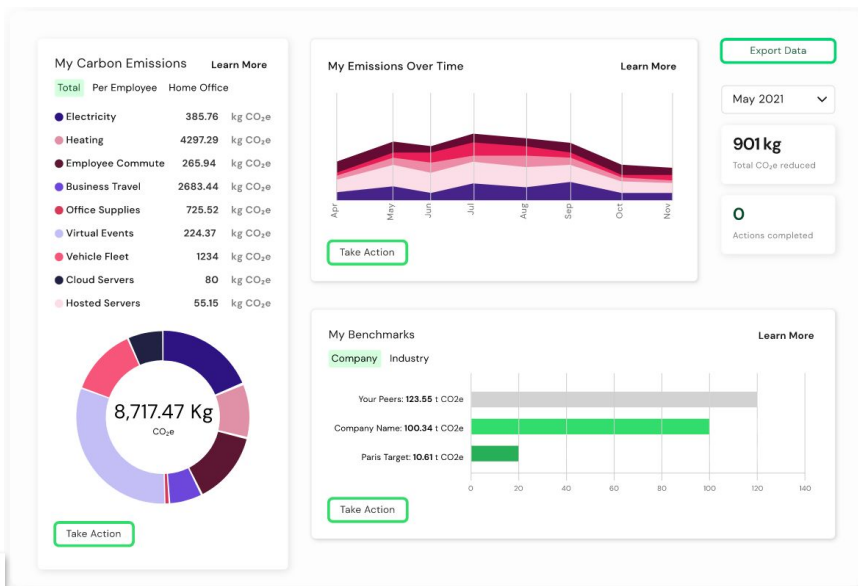 My Carbon Emissions Learn More
Total Per Employee Home Office
Electricity 385.76 kg CO₂e
Heating 4297.29 kg CO₂e
Employee Commute 265.94 kg CO₂e
Business Travel 2683.44 kg CO₂e
Office Supplies 725.52 kg CO₂e
Virtual Events 224.37 kg CO₂e
Vehicle Fleet 1234 kg CO₂e
Cloud Servers 80 kg CO₂e
Hosted Servers 55.15 kg CO₂e
8,717.47 Kg
CO₂e
Take Action
My Emissions Over Time Learn More
Apr May Jun Jul Aug Sep Oct Nov
Take Action
Export Data
May 2021
901 kg
Total CO₂e reduced
0
Actions completed
My Benchmarks Learn More
Company Industry
Your Peers: 123.55 t CO2e
Company Name: 100.34 t CO2e
Paris Target: 10.61 t CO2e
0 20 40 60 80 100 120 140
Take Action